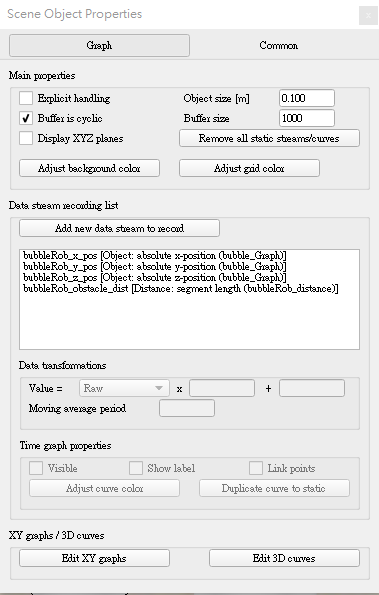 Scene Object Properties
Graph
Common
Main properties
Explicit handling
Object size [m]
0.100
Buffer is cyclic
Buffer size
1000
Display XYZ planes
Remove all static streams/curves
Adjust background color
Adjust grid color
Data stream recording list
Add new data stream to record
bubbleRob_x_pos [Object: absolute x-position (bubble_Graph)]
bubbleRob_y_pos [Object: absolute y-position (bubble_Graph)]
bubbleRob_z_pos [Object: absolute z-position (bubble_Graph)]
bubbleRob_obstacle_dist [Distance: segment length (bubbleRob_distance)]
Data transformations
Value =
Raw
x
+
Moving average period
Time graph properties
Visible
Show label
Link points
Adjust curve color
Duplicate curve to static
XY graphs / 3D curves
Edit XY graphs
Edit 3D curves